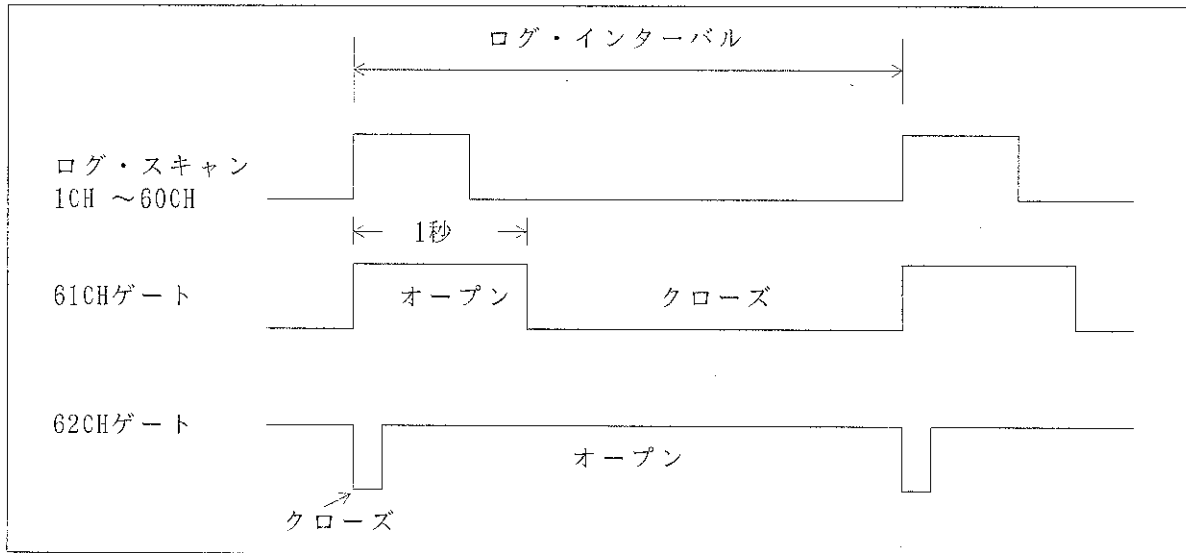 ログ・インターバル
ログ・スキャン
1CH ~60CH
1秒
61CHゲート
オープン
クローズ
62CHゲート
オープン
クローズ